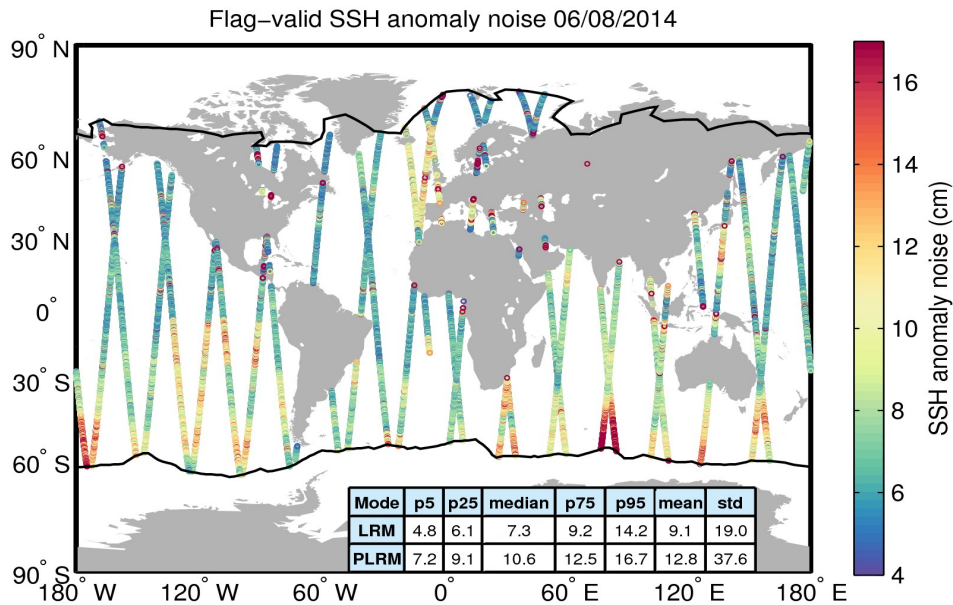 Flag−valid SSH anomaly noise 06/08/2014
90° N
60° N
30° N
0°
30° S
60° S
90° S
180° W
120° W
60° W
0°
60° E
120° E
180° E
16
14
12
10
8
6
4
SSH anomaly noise (cm)
Mode p5 p25 median p75 p95 mean std
LRM 4.8 6.1 7.3 9.2 14.2 9.1 19.0
PLRM 7.2 9.1 10.6 12.5 16.7 12.8 37.6